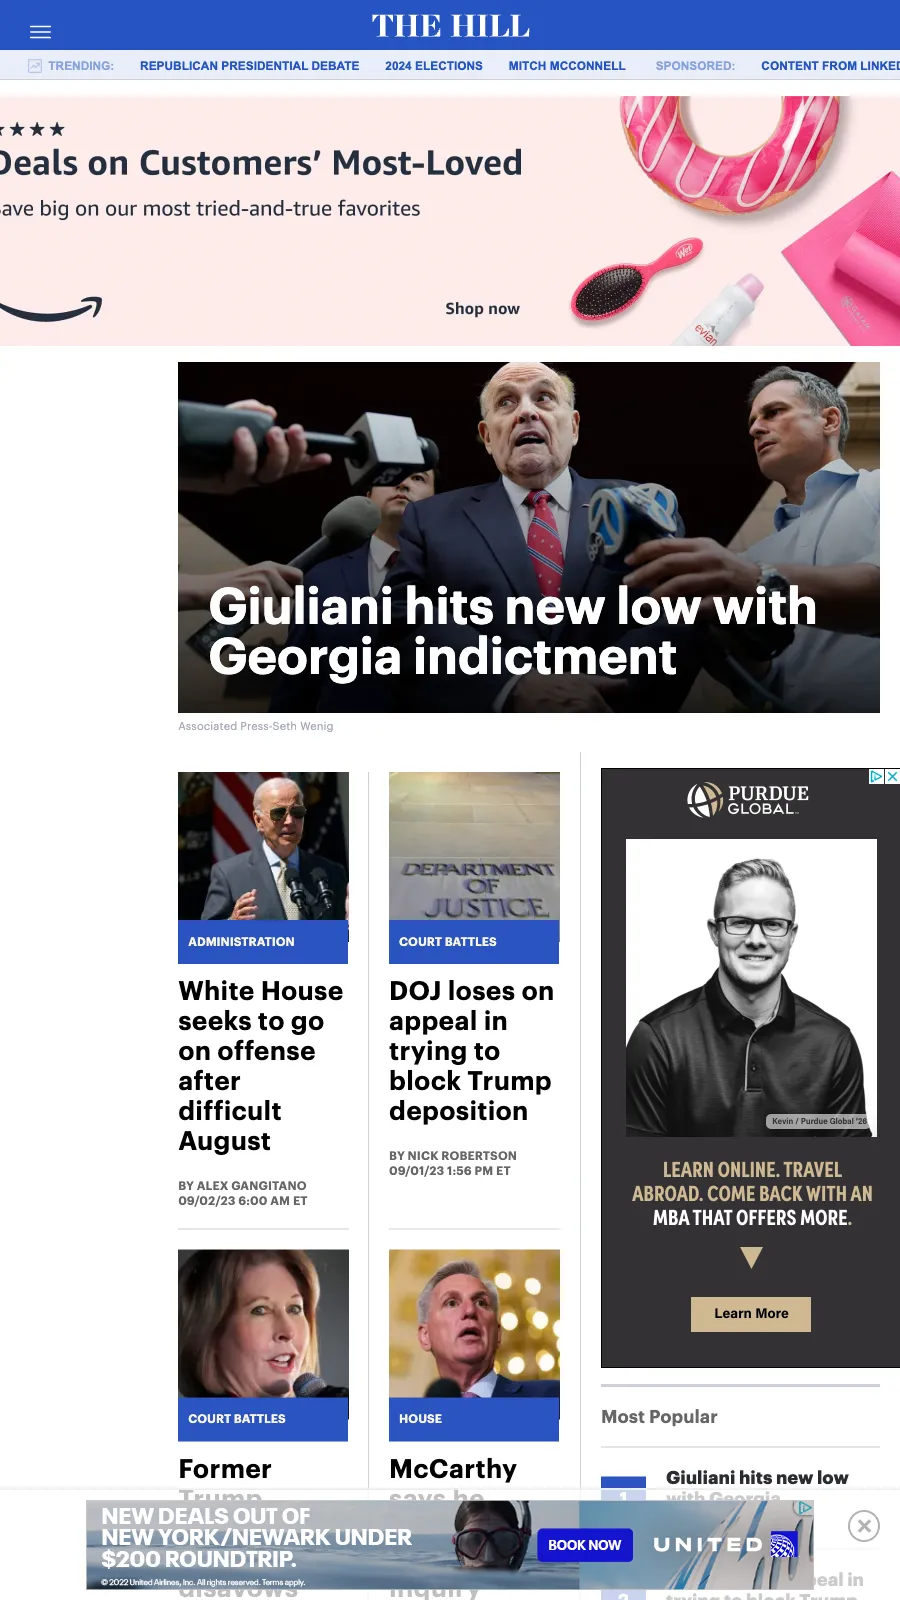 THE HILL
TRENDING:
REPUBLICAN PRESIDENTIAL DEBATE
2024 ELECTIONS
MITCH MCCONNELL
SPONSORED:
CONTENT FROM LINKED
Deals on Customers' Most-Loved
Save big on our most tried-and-true favorites
Shop now
Wet
evian
Giuliani hits new low with
Georgia indictment
Associated Press-Seth Wenig
DEPARTMENT
OF
JUSTICE
ADMINISTRATION
White House
seeks to go
on offense
after
difficult
August
BY ALEX GANGITANO
09/02/23 6:00 AM ET
COURT BATTLES
DOJ loses on
appeal in
trying to
block Trump
deposition
BY NICK ROBERTSON
09/01/23 1:56 PM ET
PURDUE
GLOBAL
Kevin / Purdue Global '26
LEARN ONLINE. TRAVEL
ABROAD. COME BACK WITH AN
MBA THAT OFFERS MORE.
Learn More
COURT BATTLES
Former
Trump
disavows
HOUSE
McCarthy
says he
inquiry
Most Popular
1
Giuliani hits new low
with Georgia
2
appeal in
trying to block Trump
NEW DEALS OUT OF
NEW YORK/NEWARK UNDER
$200 ROUNDTRIP.
© 2022 United Airlines, Inc. All rights reserved. Terms apply.
BOOK NOW
UNITED